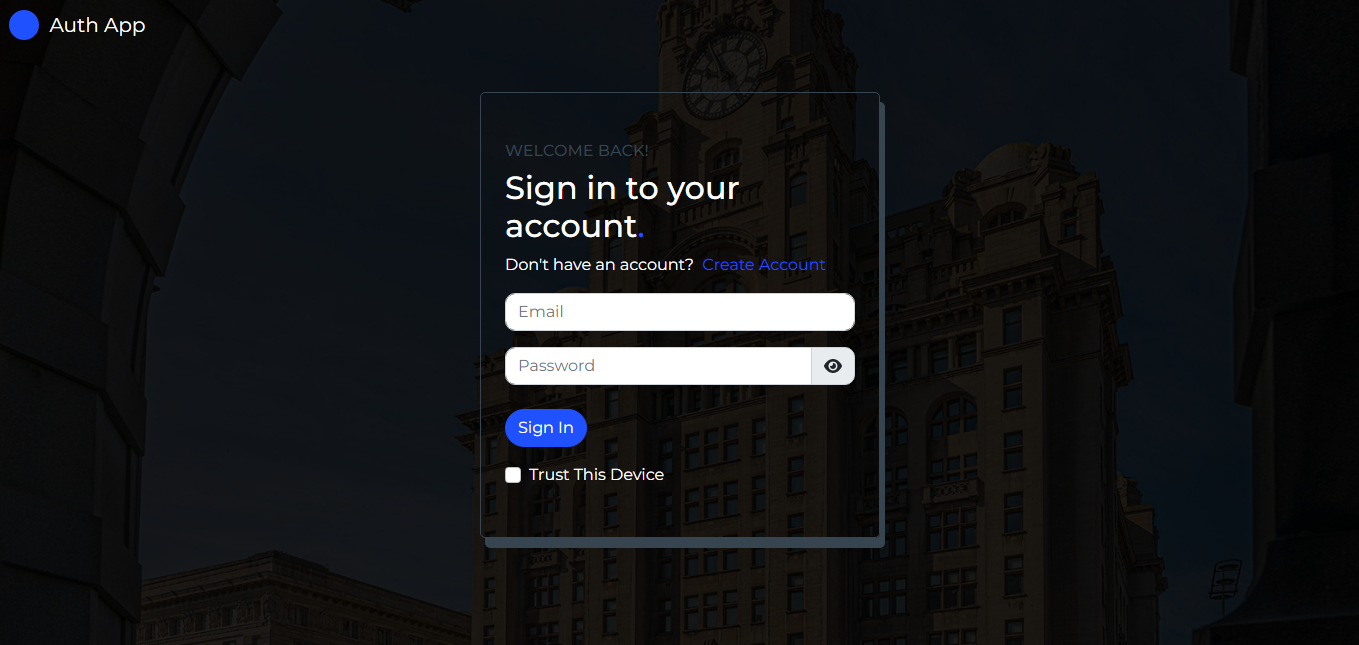 Auth App
WELCOME BACK!
Sign in to your
account.
Don't have an account? Create Account
Email
Password
Sign In
Trust This Device